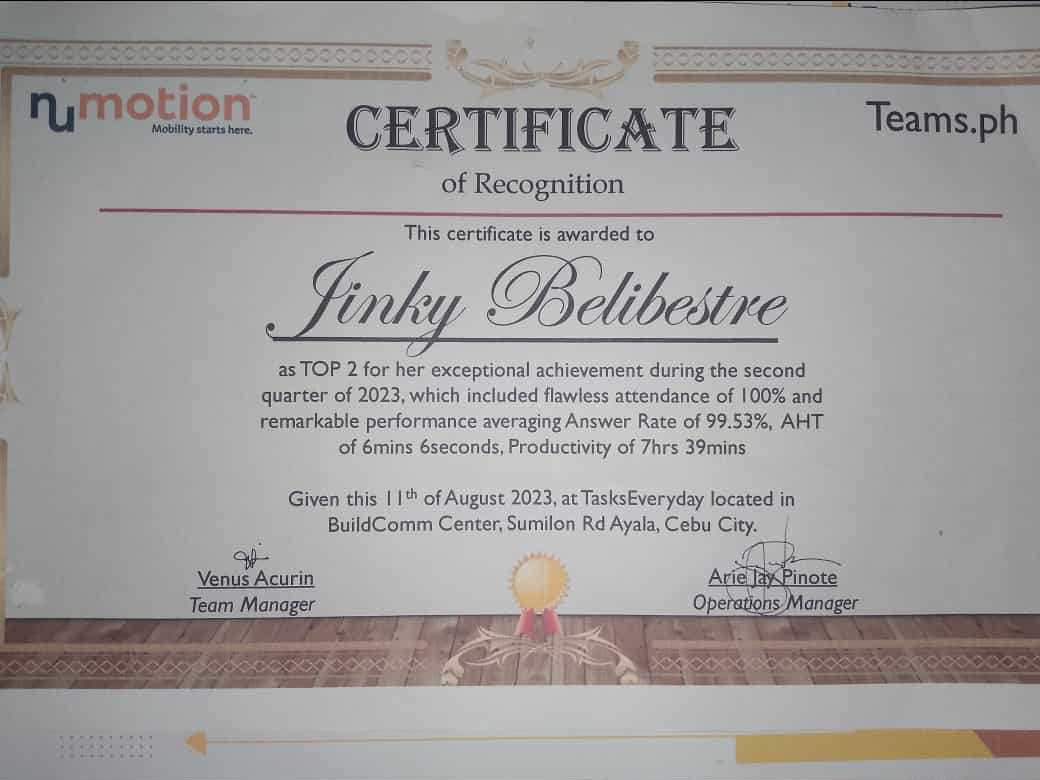 numotion™
Mobility starts here.
CERTIFICATE
Teams.ph
of Recognition
This certificate is awarded to
Jinky Belibestre
as TOP 2 for her exceptional achievement during the second
quarter of 2023, which included flawless attendance of 100% and
remarkable performance averaging Answer Rate of 99.53%, AHT
of 6mins 6seconds, Productivity of 7hrs 39mins
Given this 11th of August 2023, at TasksEveryday located in
BuildComm Center, Sumilon Rd Ayala, Cebu City.
Venus Acurin
Team Manager
Arie Jay Pinote
Operations Manager